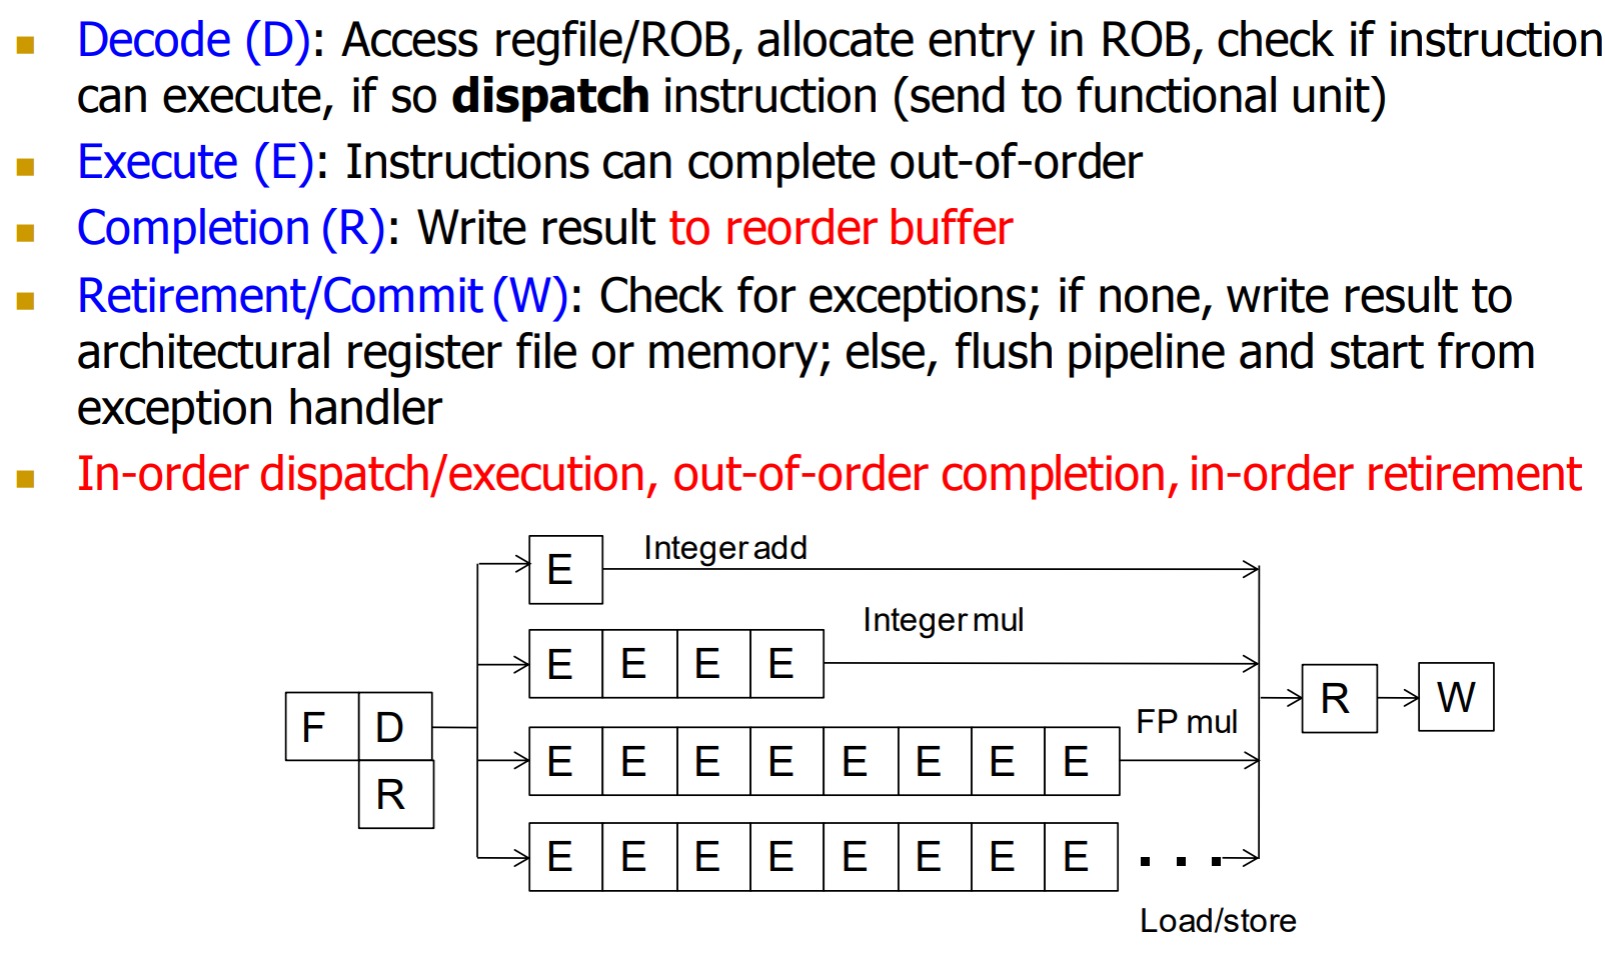 Decode (D): Access regfile/ROB, allocate entry in ROB, check if instruction
can execute, if so dispatch instruction (send to functional unit)
Execute (E): Instructions can complete out-of-order
Completion (R): Write result to reorder buffer
Retirement/Commit (W): Check for exceptions; if none, write result to
architectural register file or memory; else, flush pipeline and start from
exception handler
In-order dispatch/execution, out-of-order completion, in-order retirement
E Integer add
Integer mul
E E E E
F D
R
FP mul
E E E E E E E E
R W
E E E E E E E E . . .
Load/store